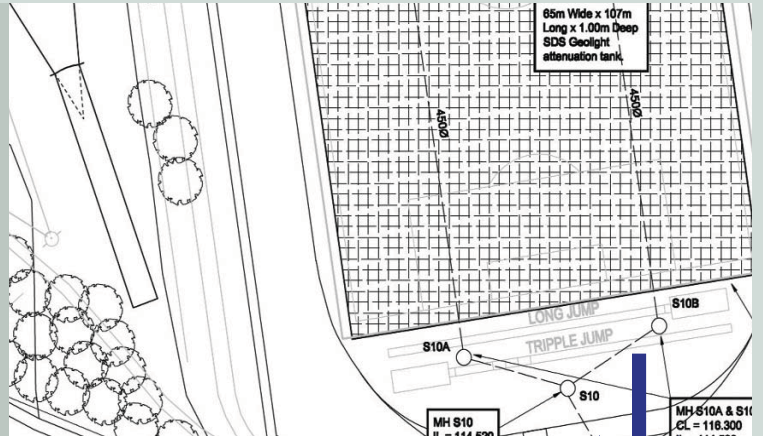 65m Wide x 107m
Long x 1.00m Deep
SDS Geolight
attenuation tank.
450Ø
450Ø
LONG JUMP
S10B
TRIPPLE JUMP
S10A
S10
MH S10
MH S10A & S10
CL = 116.300